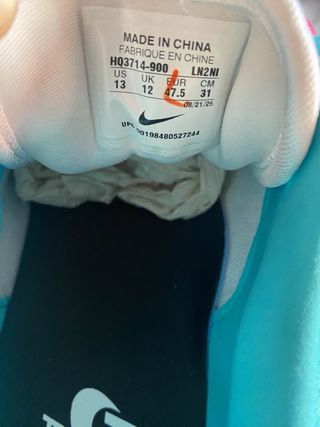 MADE IN CHINA
FABRIQUE EN CHINE
HQ3714-900 LN2NI
US UK EUR CM
13 12 47.5 31
08/21/25
UPC 00198480527244